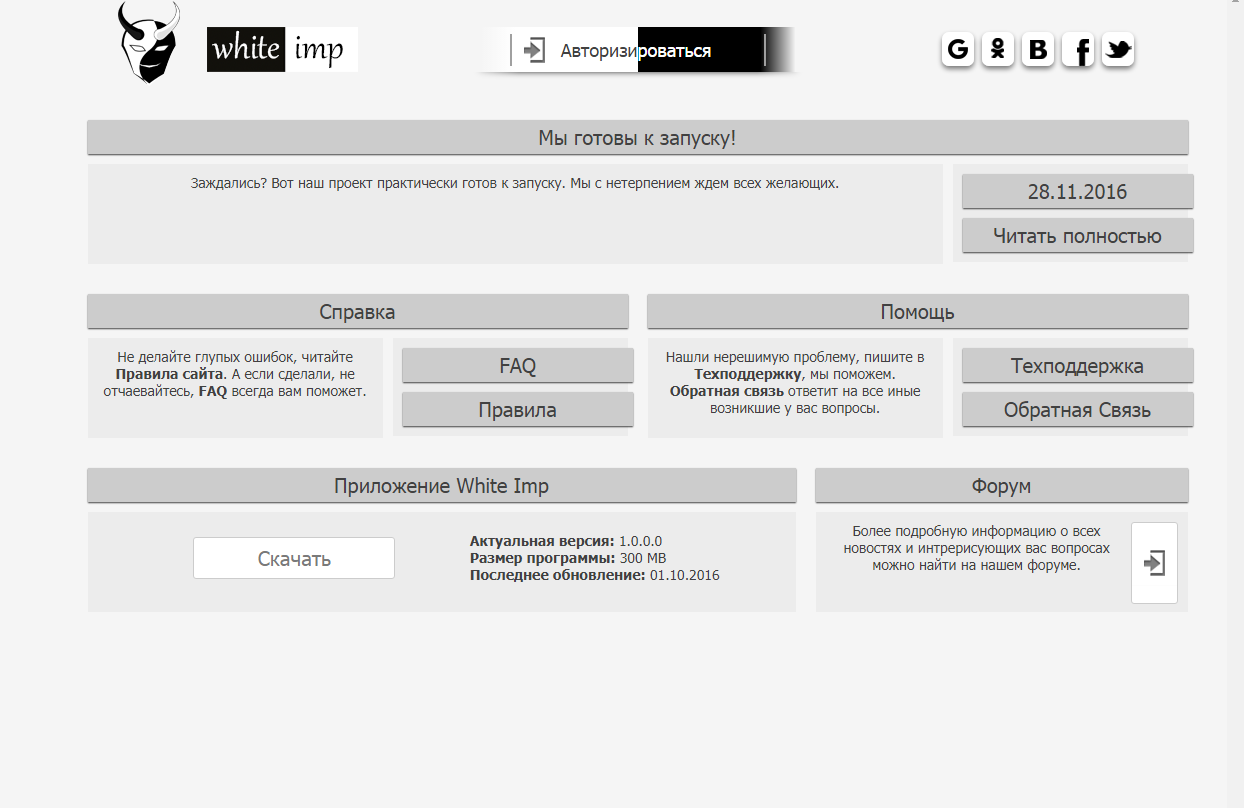 white imp
Авторизироваться
G B f
Мы готовы к запуску!
Заждались? Вот наш проект практически готов к запуску. Мы с нетерпением ждем всех желающих.
28.11.2016
Читать полностью
Справка
Не делайте глупых ошибок, читайте
Правила сайта. А если сделали, не
отчаевайтесь, FAQ всегда вам поможет.
FAQ
Правила
Помощь
Нашли нерешимую проблему, пишите в
Техподдержку, мы поможем.
Обратная связь ответит на все иные
возникшие у вас вопросы.
Техподдержка
Обратная Связь
Приложение White Imp
Скачать
Актуальная версия: 1.0.0.0
Размер программы: 300 MB
Последнее обновление: 01.10.2016
Форум
Более подробную информацию о всех
новостях и интрерисующих вас вопросах
можно найти на нашем форуме.